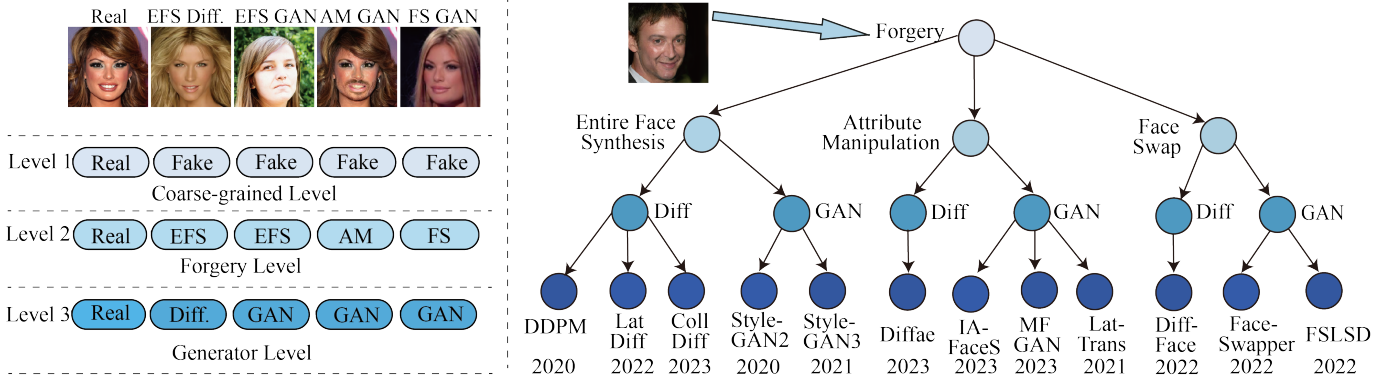 Real EFS Diff. EFS GAN AM GAN FS GAN
Level 1 Real Fake Fake Fake Fake
Coarse-grained Level
Level 2 Real EFS EFS AM FS
Forgery Level
Level 3 Real Diff. GAN GAN GAN
Generator Level
Forgery
Entire Face
Synthesis
Attribute
Manipulation
Face
Swap
Diff GAN Diff GAN Diff GAN
DDPM
2020
Lat
Diff
2022
Coll
Diff
2023
Style-
GAN2
2020
Style-
GAN3
2021
Diffae
2023
IA-
FaceS
2023
MF
GAN
2023
Lat-
Trans
2021
Diff-
Face
2022
Face-
Swapper
2022
FSLSD
2022